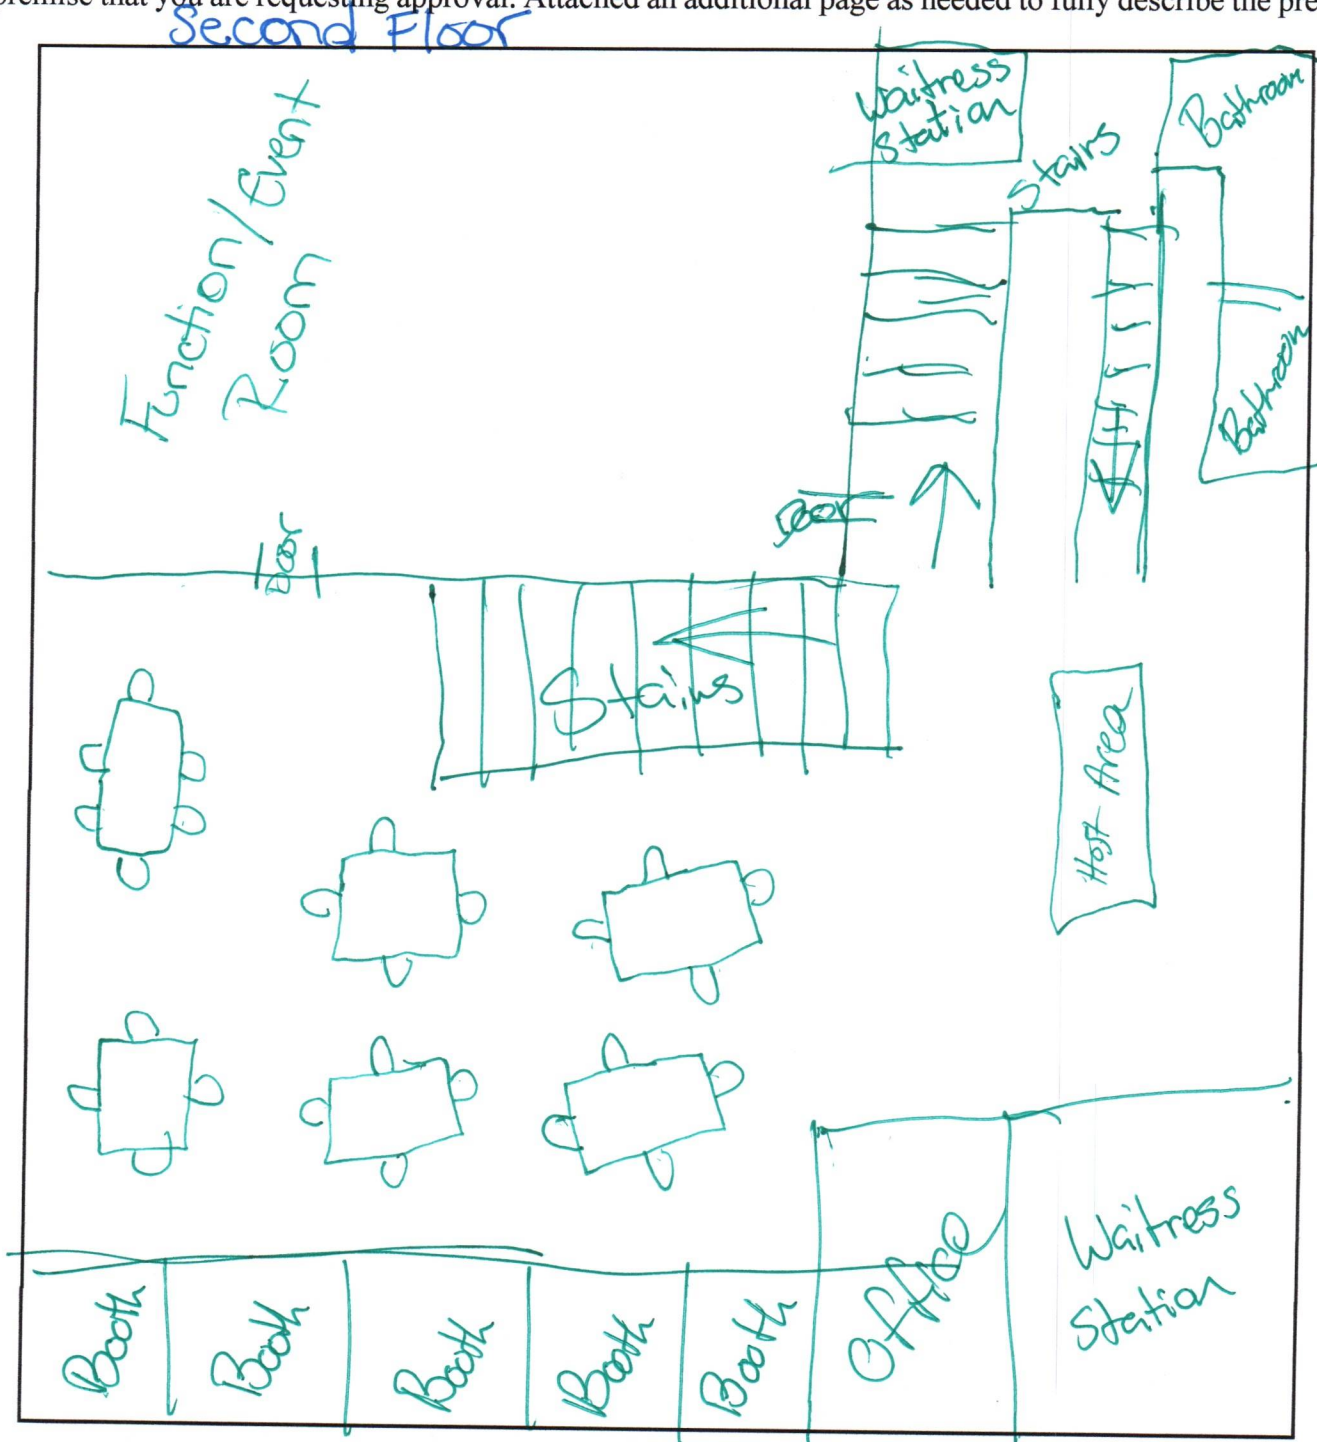 premise that you are requesting approval. Attached an additional page as needed to fully describe the pre
Second Floor
Function/Event
Room
Waitress
Station
Stairs
Bathroom
Bathroom
Door
Door
Stairs
Host Area
Booth
Booth
Booth
Booth
Booth
Office
Waitress
Station